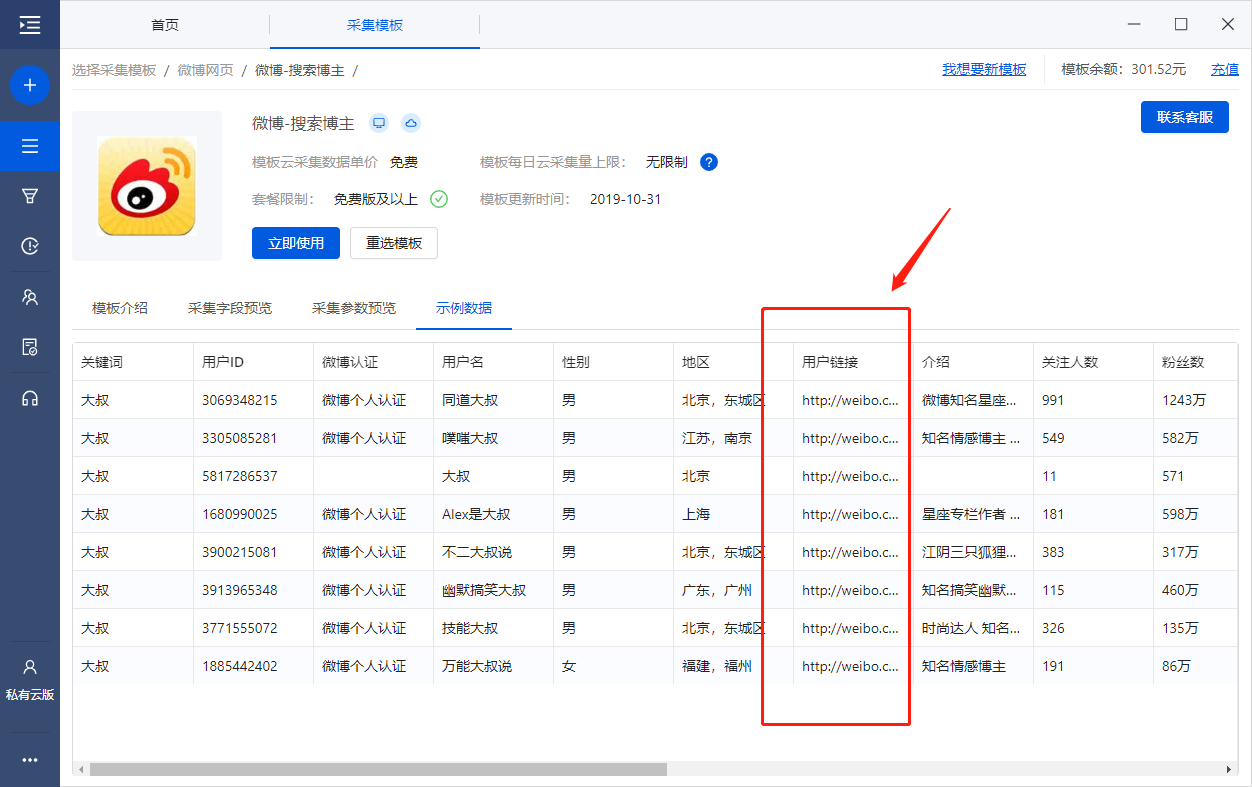 首页 采集模板
选择采集模板 / 微博网页 / 微博-搜索博主 / 我想要新模板 模板余额：301.52元 充值
微博-搜索博主 联系客服
模板云采集数据单价 免费 模板每日云采集量上限： 无限制 ?
套餐限制： 免费版及以上 模板更新时间： 2019-10-31
立即使用 重选模板
模板介绍 采集字段预览 采集参数预览 示例数据
关键词 用户ID 微博认证 用户名 性别 地区 用户链接 介绍 关注人数 粉丝数
大叔 3069348215 微博个人认证 同道大叔 男 北京，东城区 http://weibo.c... 微博知名星座... 991 1243万
大叔 3305085281 微博个人认证 噗嗤大叔 男 江苏，南京 http://weibo.c... 知名情感博主 ... 549 582万
大叔 5817286537 大叔 男 北京 http://weibo.c... 11 571
大叔 1680990025 微博个人认证 Alex是大叔 男 上海 http://weibo.c... 星座专栏作者 ... 181 598万
大叔 3900215081 微博个人认证 不二大叔说 男 北京，东城区 http://weibo.c... 江阴三只狐狸... 383 317万
大叔 3913965348 微博个人认证 幽默搞笑大叔 男 广东，广州 http://weibo.c... 知名搞笑幽默... 115 460万
大叔 3771555072 微博个人认证 技能大叔 男 北京，东城区 http://weibo.c... 时尚达人 知名... 326 135万
大叔 1885442402 微博个人认证 万能大叔说 女 福建，福州 http://weibo.c... 知名情感博主 191 86万
私有云版